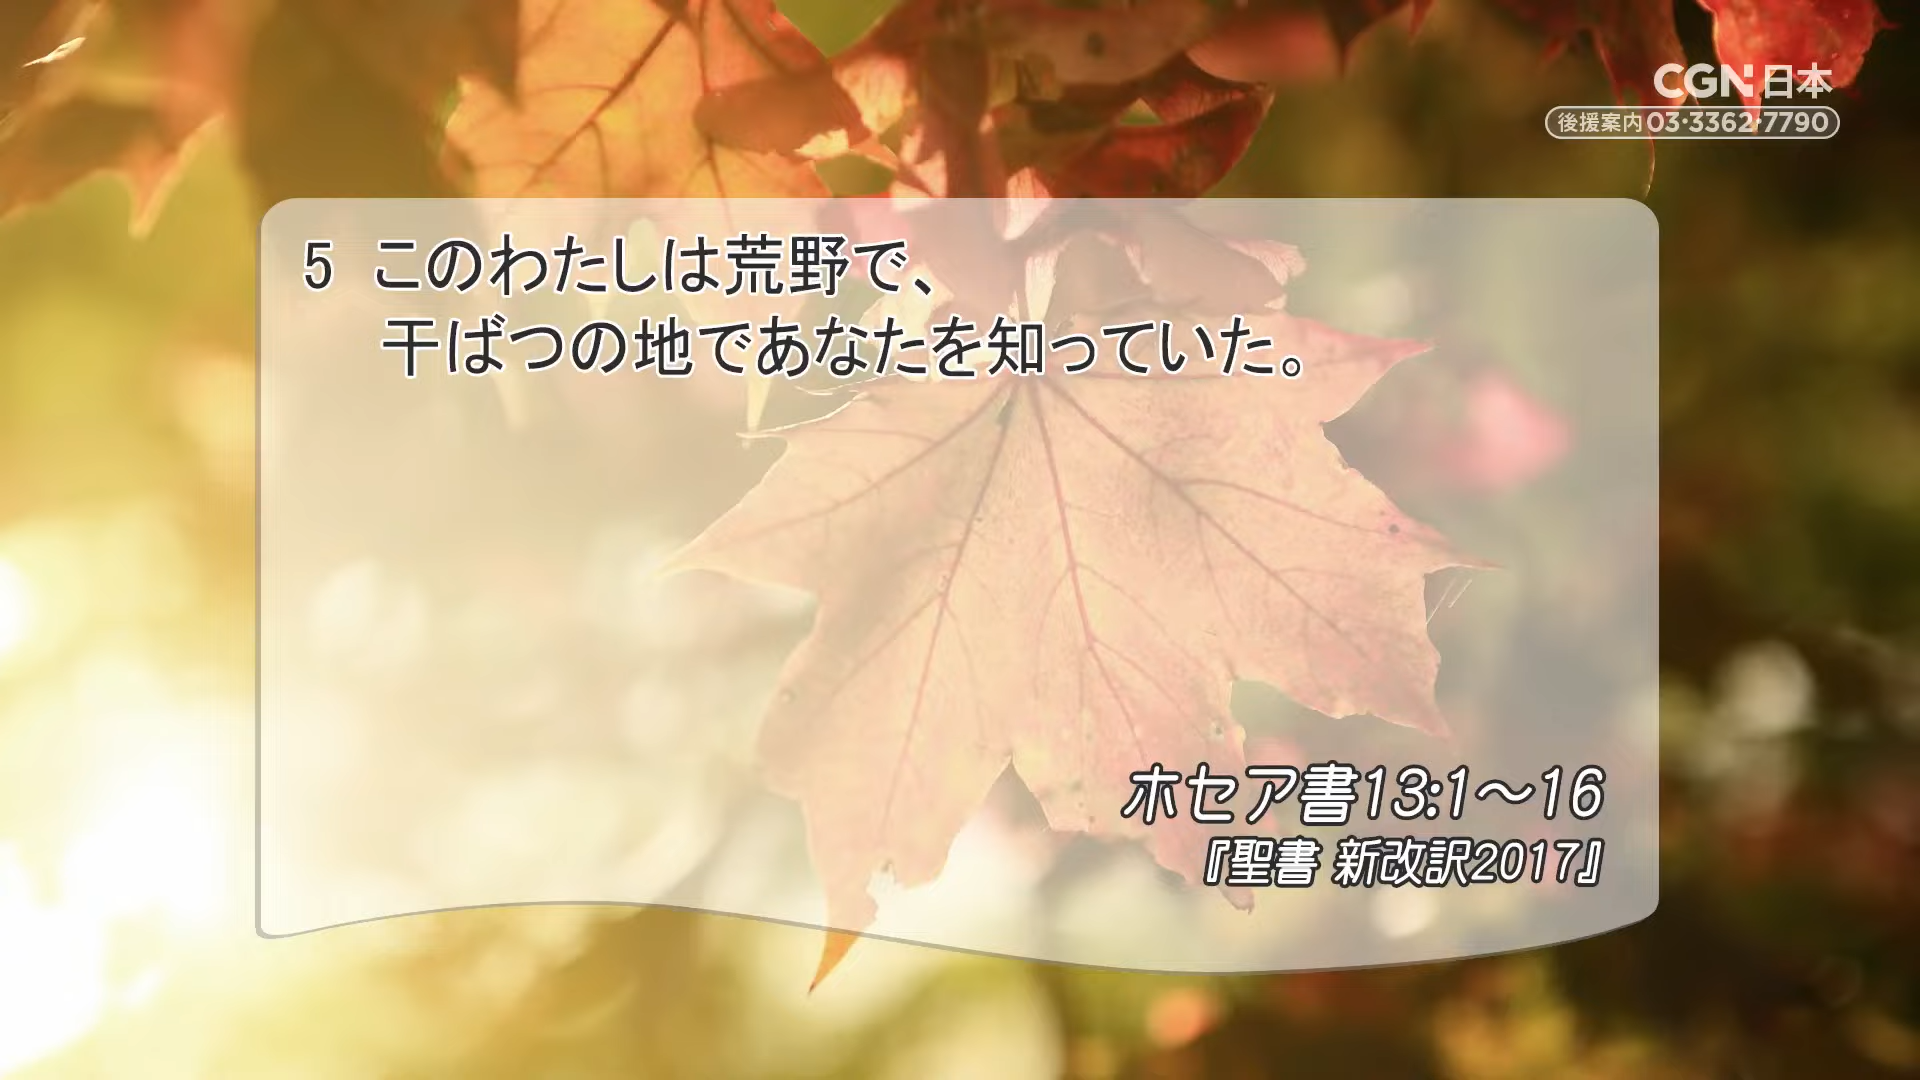 CGN日本
後援案内03·3362·7790
5 このわたしは荒野で、
干ばつの地であなたを知っていた。
ホセア書13:1〜16
『聖書 新改訳2017』